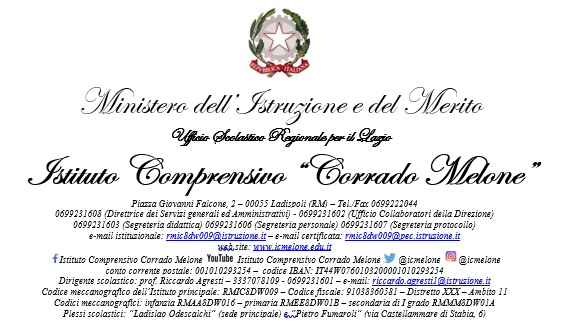 REPVBBLICA ITALIANA
Ministero dell'Istruzione e del Merito
Ufficio Scolastico Regionale per il Lazio
Istituto Comprensivo "Corrado Melone"
Piazza Giovanni Falcone, 2 – 00055 Ladispoli (RM) – Tel./Fax 0699222044
0699231608 (Direttrice dei Servizi generali ed Amministrativi) - 0699231602 (Ufficio Collaboratori della Direzione)
0699231603 (Segreteria didattica) 0699231606 (Segreteria personale) 0699231607 (Segreteria protocollo)
e-mail istituzionale: rmic8dw009@istruzione.it – e-mail certificata: rmic8dw009@pec.istruzione.it
web site: www.icmelone.edu.it
Istituto Comprensivo Corrado Melone YouTube Istituto Comprensivo Corrado Melone @icmelone @icmelone
conto corrente postale: 001010293254 – codice IBAN: IT44W0760103200001010293254
Dirigente scolastico: prof. Riccardo Agresti – 3337078109 - 0699231601 – e-mail: riccardo.agresti1@istruzione.it
Codice meccanografico dell'Istituto principale: RMIC8DW009 – Codice fiscale: 91038360581 – Distretto XXX – Ambito 11
Codici meccanografici: infanzia RMAA8DW016 – primaria RMEE8DW01B – secondaria di I grado RMMM8DW01A
Plessi scolastici: "Ladislao Odescalchi" (sede principale) e "Pietro Fumaroli" (via Castellammare di Stabia, 6)